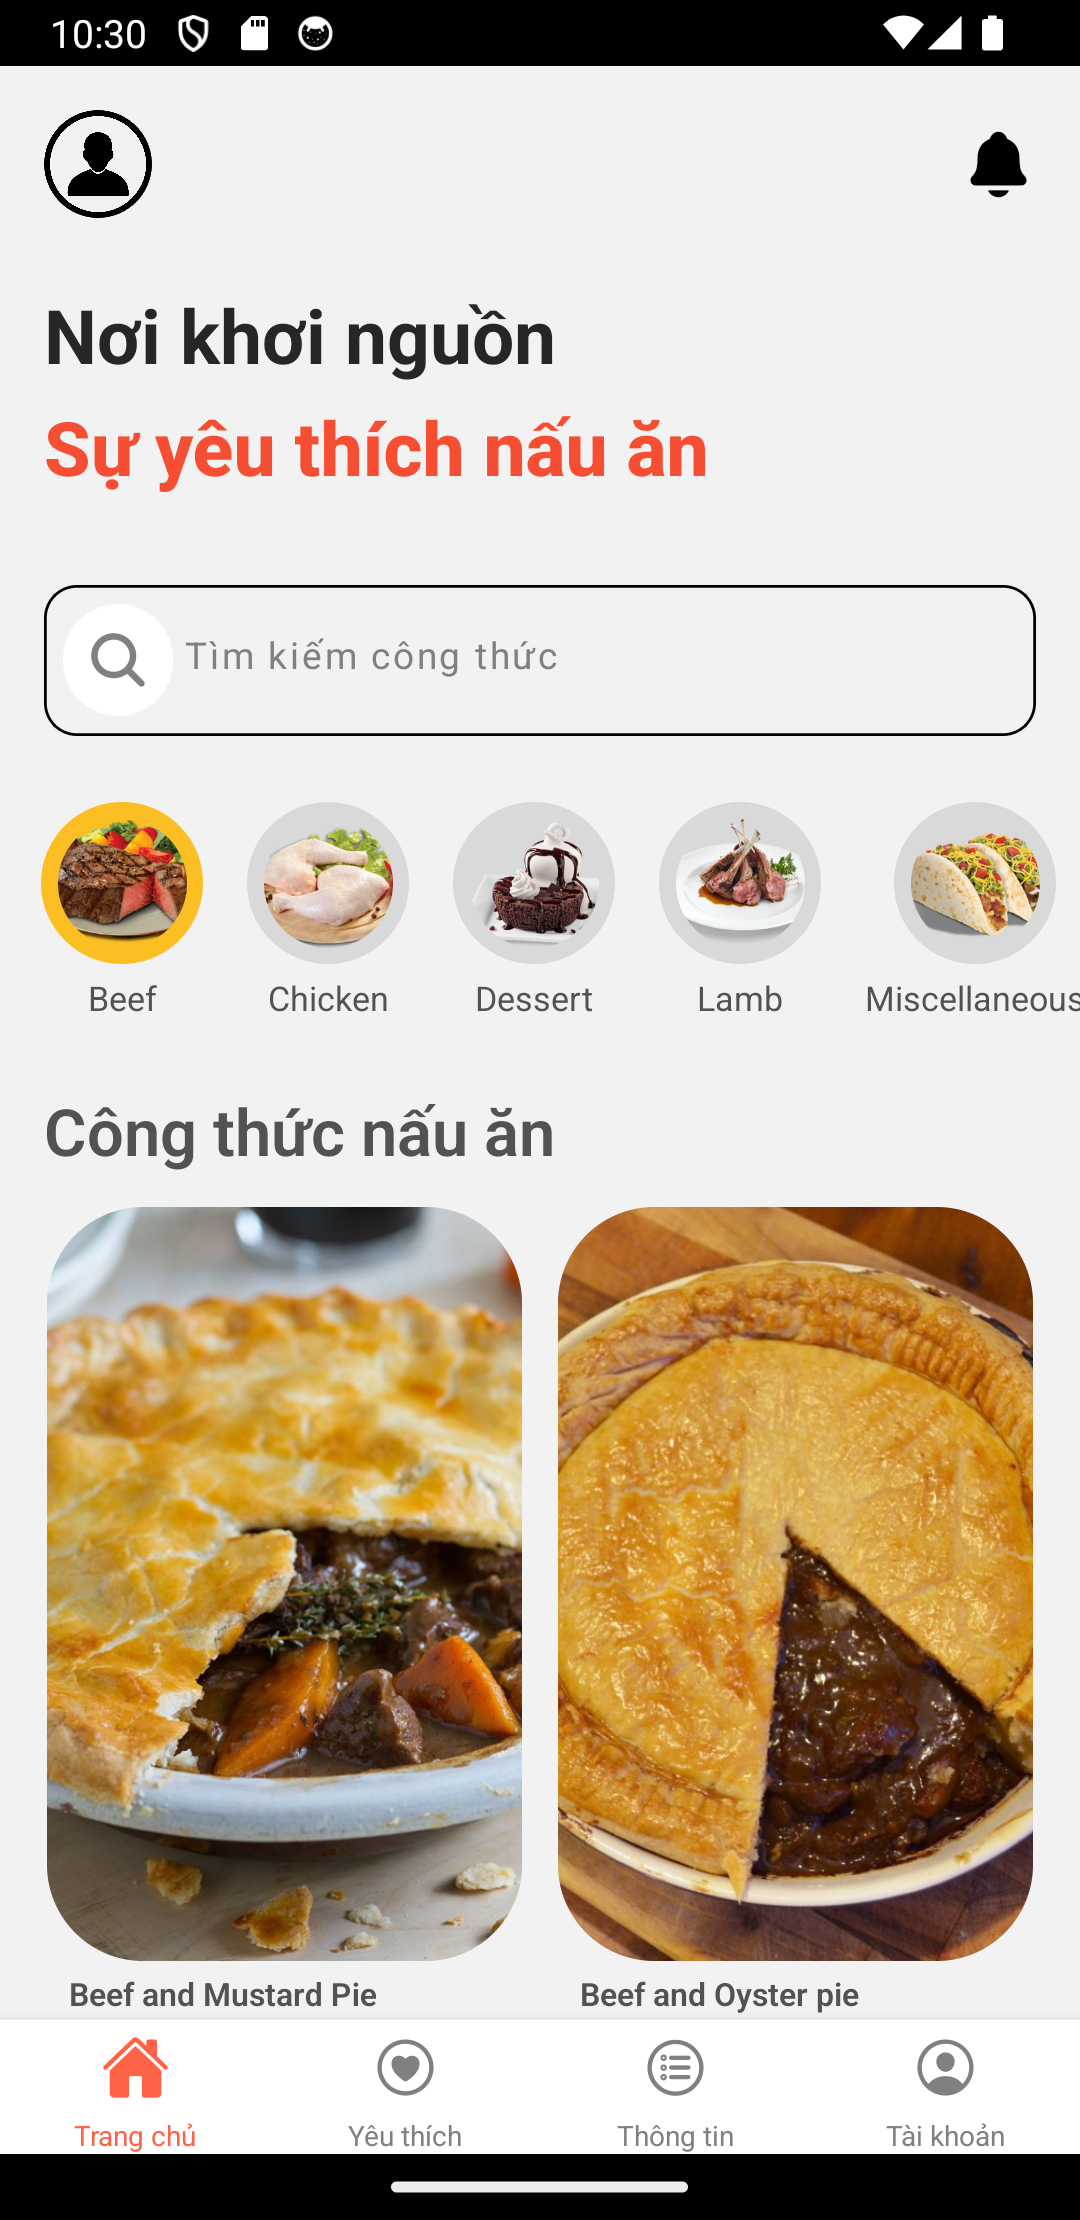 10:30
Nơi khơi nguồn
Sự yêu thích nấu ăn
Tìm kiếm công thức
Beef
Chicken
Dessert
Lamb
Miscellaneous
Công thức nấu ăn
Beef and Mustard Pie
Beef and Oyster pie
Trang chủ
Yêu thích
Thông tin
Tài khoản